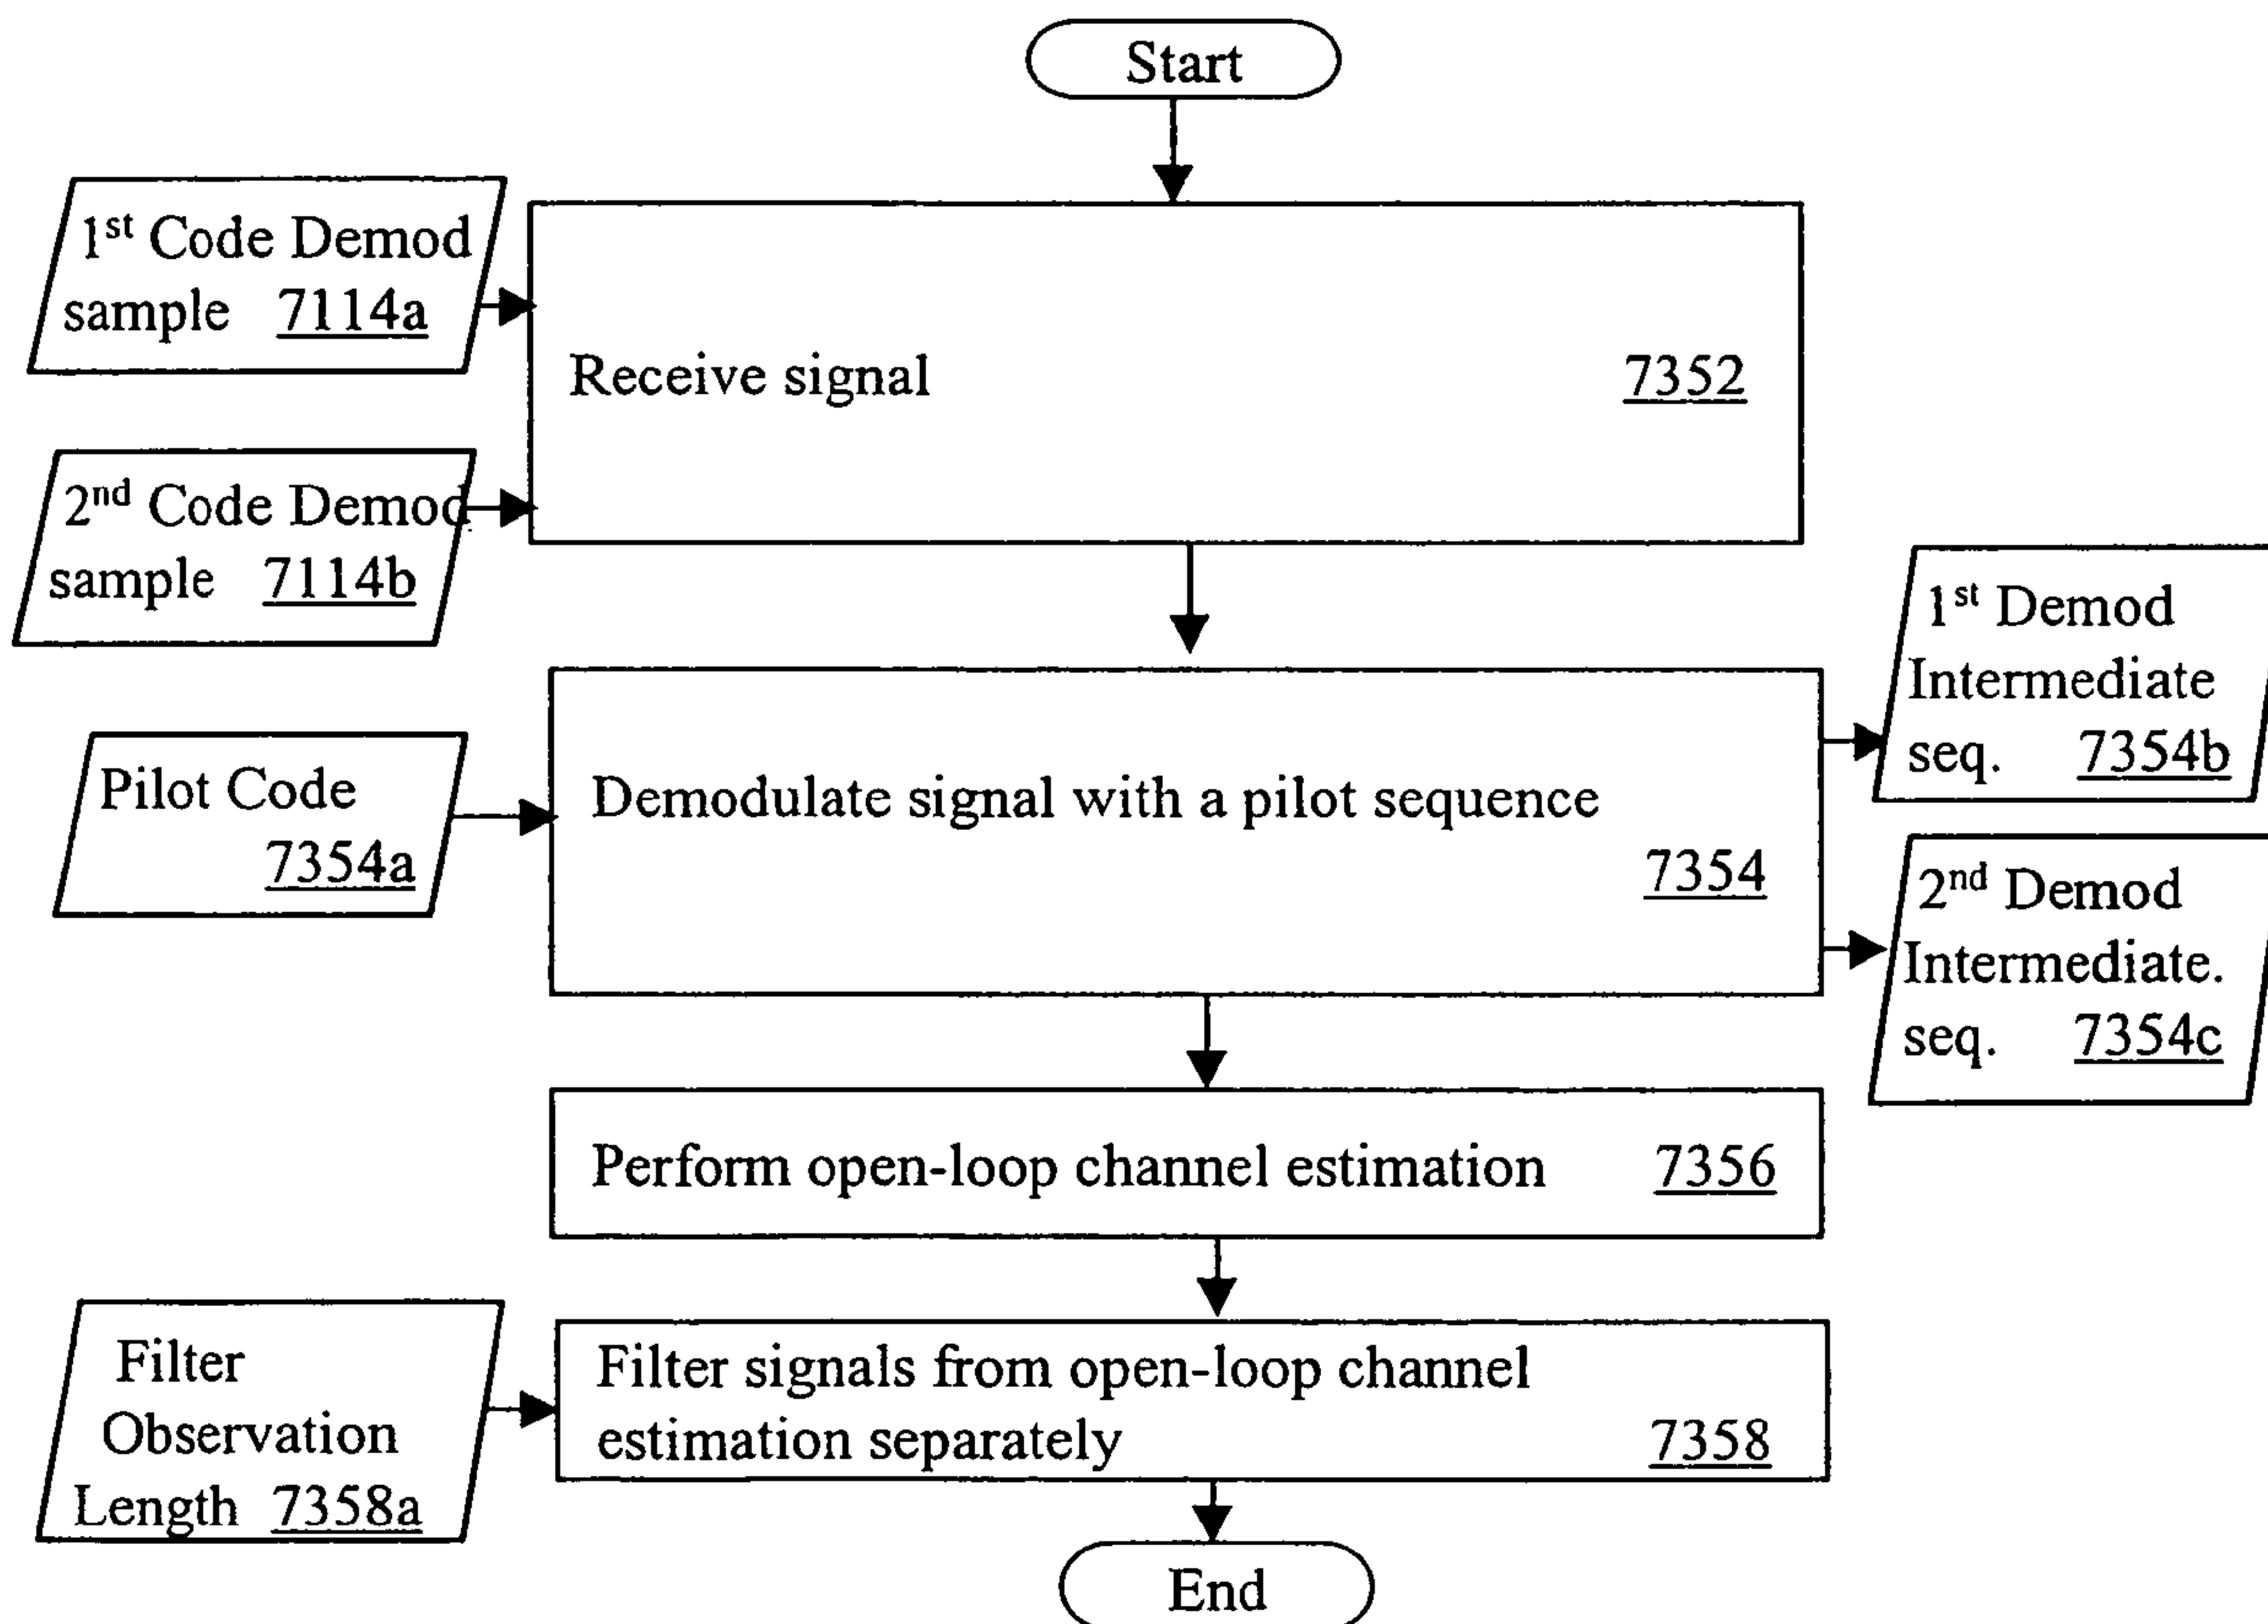 Start
1st Code Demod
sample 7114a
Receive signal 7352
2nd Code Demod
sample 7114b
1st Demod
Intermediate
seq. 7354b
Pilot Code
7354a
Demodulate signal with a pilot sequence
7354
2nd Demod
Intermediate.
seq. 7354c
Perform open-loop channel estimation 7356
Filter
Observation
Length 7358a
Filter signals from open-loop channel
estimation separately 7358
End